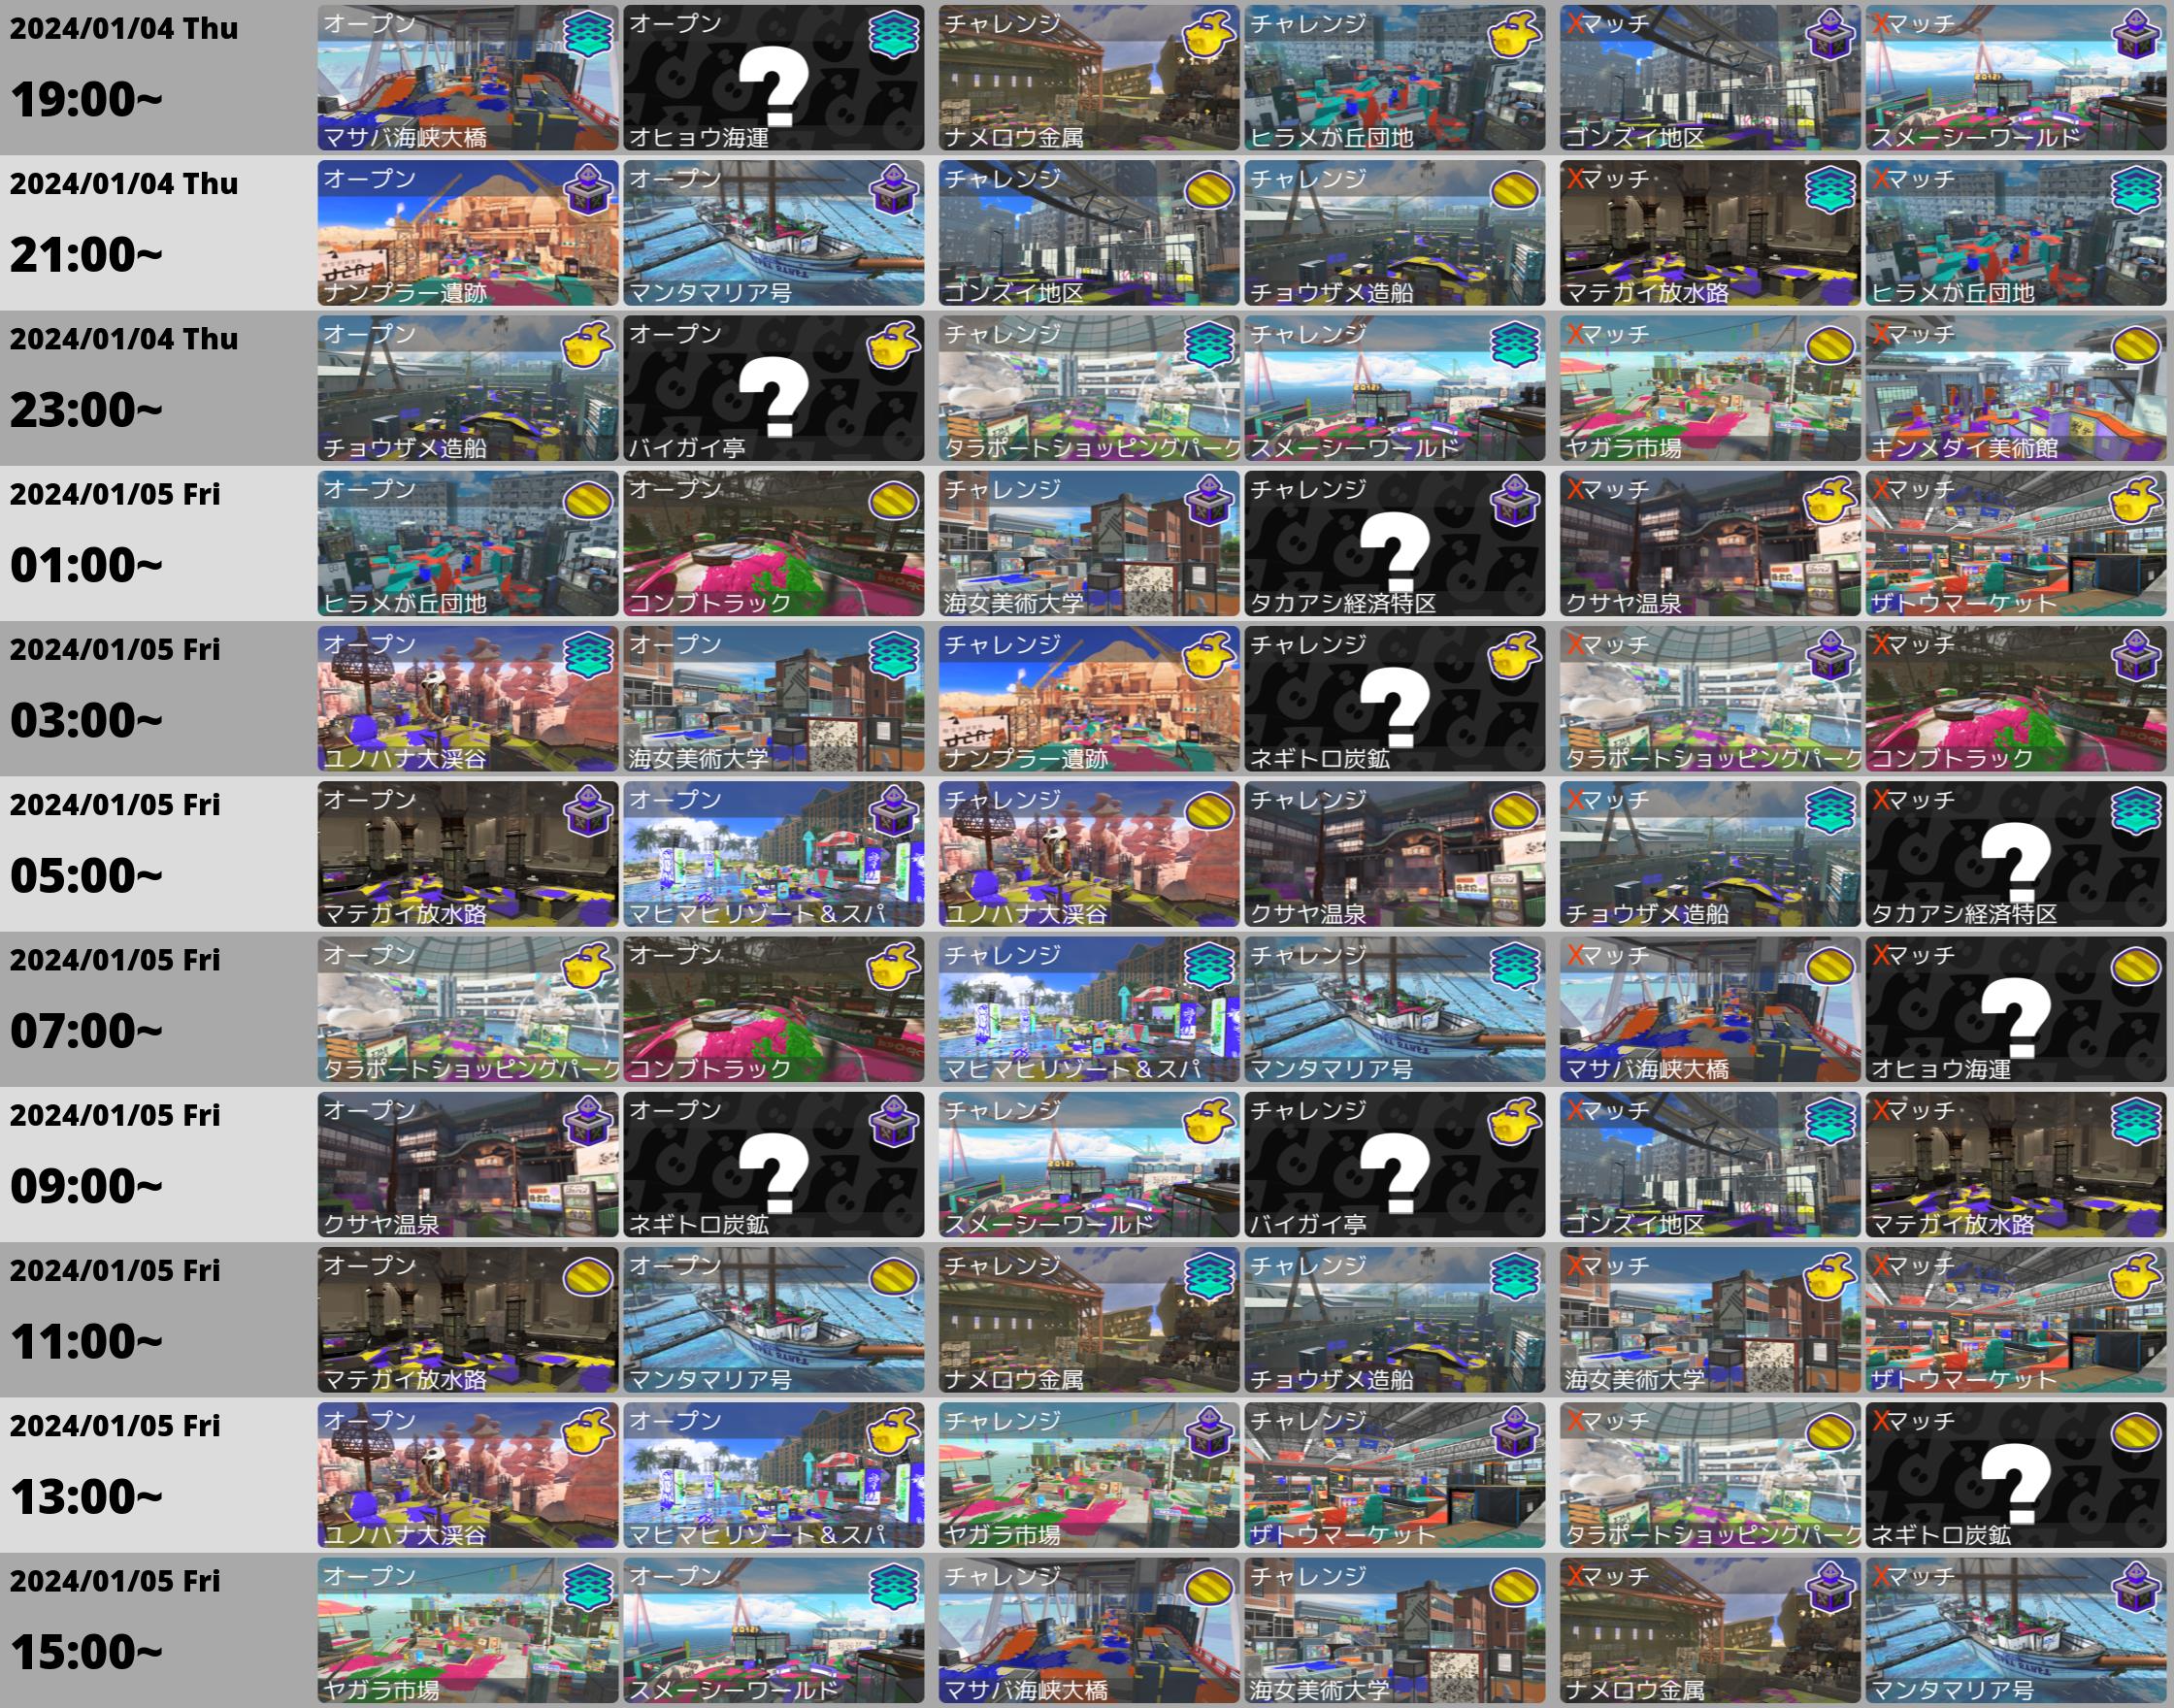 2024/01/04 Thu
19:00~
オープン オープン チャレンジ チャレンジ Xマッチ Xマッチ
マサバ海峡大橋 オヒョウ海運 ナメロウ金属 ヒラメが丘団地 ゴンズイ地区 スメーシーワールド
2024/01/04 Thu
21:00~
オープン オープン チャレンジ チャレンジ Xマッチ Xマッチ
ナンプラー遺跡 マンタマリア号 ゴンズイ地区 チョウザメ造船 マテガイ放水路 ヒラメが丘団地
2024/01/04 Thu
23:00~
オープン オープン チャレンジ チャレンジ Xマッチ Xマッチ
チョウザメ造船 バイガイ亭 タラポートショッピングパーク スメーシーワールド ヤガラ市場 キンメダイ美術館
2024/01/05 Fri
01:00~
オープン オープン チャレンジ チャレンジ Xマッチ Xマッチ
ヒラメが丘団地 コンブトラック 海女美術大学 タカアシ経済特区 クサヤ温泉 ザトウマーケット
2024/01/05 Fri
03:00~
オープン オープン チャレンジ チャレンジ Xマッチ Xマッチ
ユノハナ大渓谷 海女美術大学 ナンプラー遺跡 ネギトロ炭鉱 タラポートショッピングパーク コンブトラック
2024/01/05 Fri
05:00~
オープン オープン チャレンジ チャレンジ Xマッチ Xマッチ
マテガイ放水路 マヒマヒリゾート＆スパ ユノハナ大渓谷 クサヤ温泉 チョウザメ造船 タカアシ経済特区
2024/01/05 Fri
07:00~
オープン オープン チャレンジ チャレンジ Xマッチ Xマッチ
タラポートショッピングパーク コンブトラック マヒマヒリゾート＆スパ マンタマリア号 マサバ海峡大橋 オヒョウ海運
2024/01/05 Fri
09:00~
オープン オープン チャレンジ チャレンジ Xマッチ Xマッチ
クサヤ温泉 ネギトロ炭鉱 スメーシーワールド バイガイ亭 ゴンズイ地区 マテガイ放水路
2024/01/05 Fri
11:00~
オープン オープン チャレンジ チャレンジ Xマッチ Xマッチ
マテガイ放水路 マンタマリア号 ナメロウ金属 チョウザメ造船 海女美術大学 ザトウマーケット
2024/01/05 Fri
13:00~
オープン オープン チャレンジ チャレンジ Xマッチ Xマッチ
ユノハナ大渓谷 マヒマヒリゾート＆スパ ヤガラ市場 ザトウマーケット タラポートショッピングパーク ネギトロ炭鉱
2024/01/05 Fri
15:00~
オープン オープン チャレンジ チャレンジ Xマッチ Xマッチ
ヤガラ市場 スメーシーワールド マサバ海峡大橋 海女美術大学 ナメロウ金属 マンタマリア号